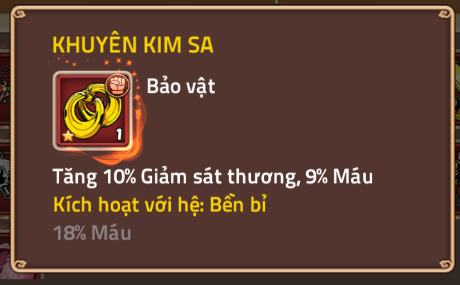 KHUYÊN KIM SA
Bảo vật
1
Tăng 10% Giảm sát thương, 9% Máu
Kích hoạt với hệ: Bền bỉ
18% Máu